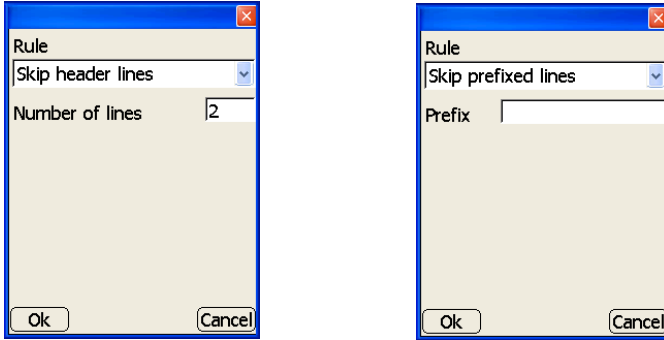 Rule
Skip header lines
Number of lines 2
Ok Cancel
Rule
Skip prefixed lines
Prefix
Ok Cancel